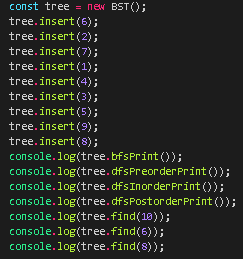 const tree = new BST();
tree.insert(6);
tree.insert(2);
tree.insert(7);
tree.insert(1);
tree.insert(4);
tree.insert(3);
tree.insert(5);
tree.insert(9);
tree.insert(8);
console.log(tree.bfsPrint());
console.log(tree.dfsPreorderPrint());
console.log(tree.dfsInorderPrint());
console.log(tree.dfsPostorderPrint());
console.log(tree.find(10));
console.log(tree.find(6));
console.log(tree.find(8));